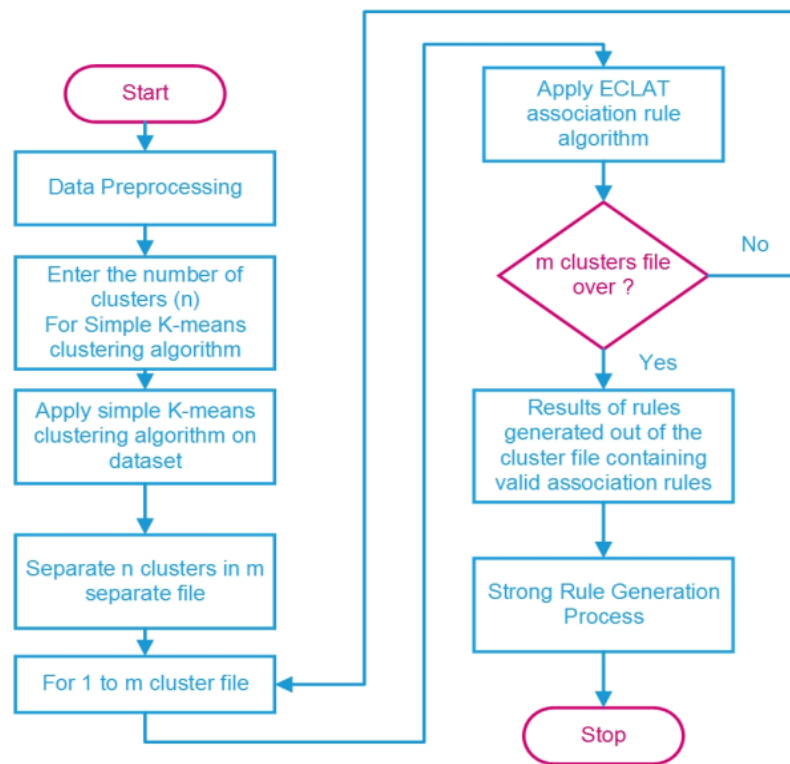 Start
Data Preprocessing
Enter the number of
clusters (n)
For Simple K-means
clustering algorithm
Apply simple K-means
clustering algorithm on
dataset
Separate n clusters in m
separate file
For 1 to m cluster file
Apply ECLAT
association rule
algorithm
m clusters file
over ?
No
Yes
Results of rules
generated out of the
cluster file containing
valid association rules
Strong Rule Generation
Process
Stop